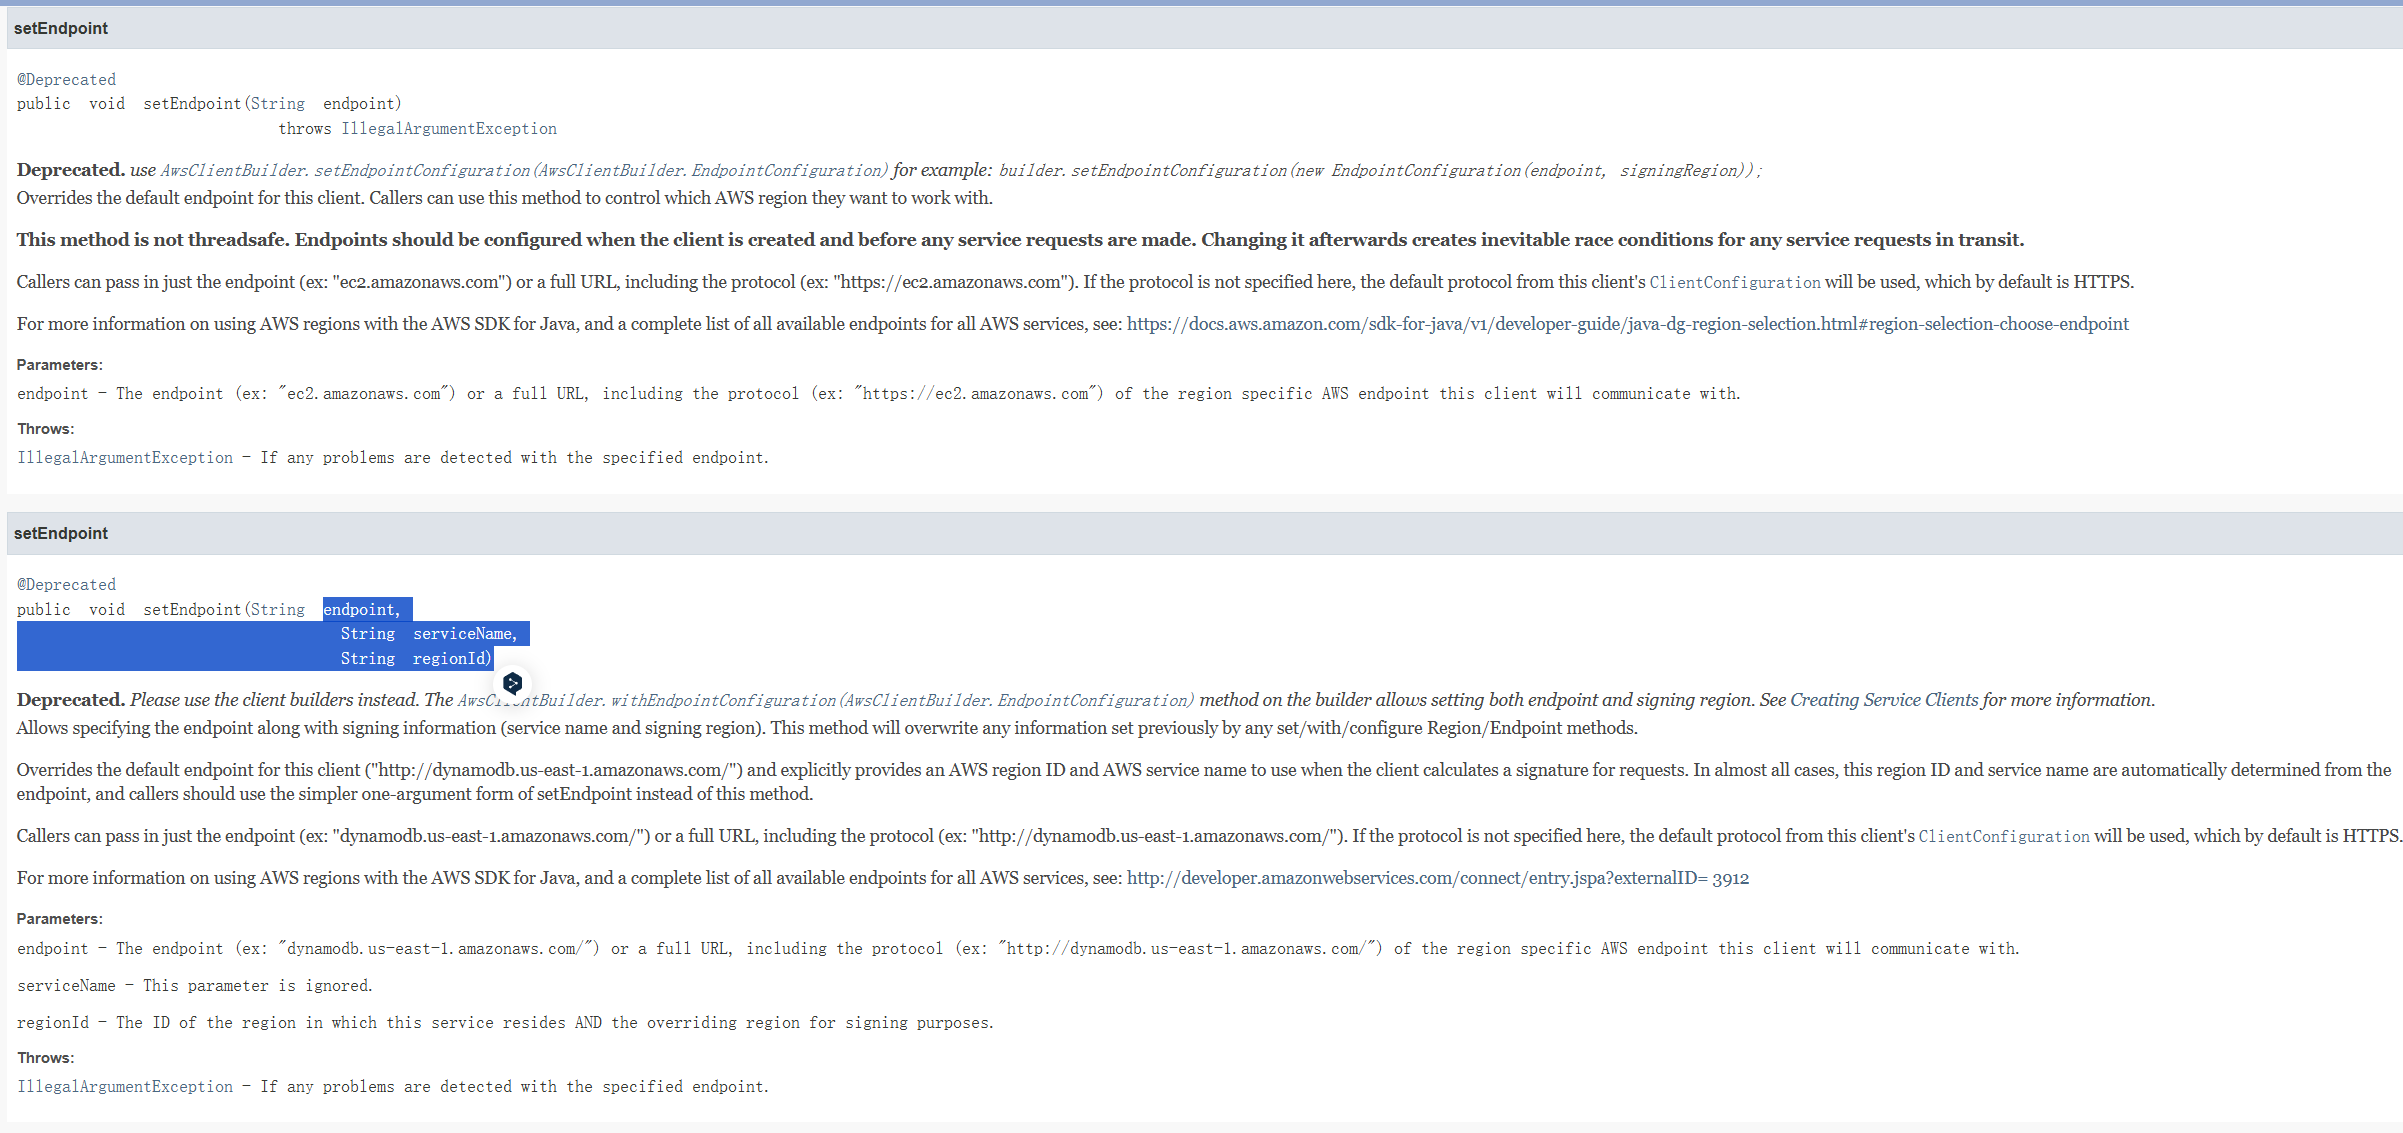 setEndpoint
@Deprecated
public void setEndpoint(String endpoint)
throws IllegalArgumentException
Deprecated. use AwsClientBuilder.setEndpointConfiguration(AwsClientBuilder.EndpointConfiguration) for example: builder.setEndpointConfiguration(new EndpointConfiguration(endpoint, signingRegion));
Overrides the default endpoint for this client. Callers can use this method to control which AWS region they want to work with.
This method is not threadsafe. Endpoints should be configured when the client is created and before any service requests are made. Changing it afterwards creates inevitable race conditions for any service requests in transit.
Callers can pass in just the endpoint (ex: "ec2.amazonaws.com") or a full URL, including the protocol (ex: "https://ec2.amazonaws.com"). If the protocol is not specified here, the default protocol from this client's ClientConfiguration will be used, which by default is HTTPS.
For more information on using AWS regions with the AWS SDK for Java, and a complete list of all available endpoints for all AWS services, see: https://docs.aws.amazon.com/sdk-for-java/v1/developer-guide/java-dg-region-selection.html#region-selection-choose-endpoint
Parameters:
endpoint - The endpoint (ex: "ec2.amazonaws.com") or a full URL, including the protocol (ex: "https://ec2.amazonaws.com") of the region specific AWS endpoint this client will communicate with.
Throws:
IllegalArgumentException - If any problems are detected with the specified endpoint.
setEndpoint
@Deprecated
public void setEndpoint(String endpoint,
String serviceName,
String regionId)
Deprecated. Please use the client builders instead. The AwsClientBuilder.withEndpointConfiguration(AwsClientBuilder.EndpointConfiguration) method on the builder allows setting both endpoint and signing region. See Creating Service Clients for more information.
Allows specifying the endpoint along with signing information (service name and signing region). This method will overwrite any information set previously by any set/with/configure Region/Endpoint methods.
Overrides the default endpoint for this client ("http://dynamodb.us-east-1.amazonaws.com/") and explicitly provides an AWS region ID and AWS service name to use when the client calculates a signature for requests. In almost all cases, this region ID and service name are automatically determined from the
endpoint, and callers should use the simpler one-argument form of setEndpoint instead of this method.
Callers can pass in just the endpoint (ex: "dynamodb.us-east-1.amazonaws.com/") or a full URL, including the protocol (ex: "http://dynamodb.us-east-1.amazonaws.com/"). If the protocol is not specified here, the default protocol from this client's ClientConfiguration will be used, which by default is HTTPS.
For more information on using AWS regions with the AWS SDK for Java, and a complete list of all available endpoints for all AWS services, see: http://developer.amazonwebservices.com/connect/entry.jspa?externalID= 3912
Parameters:
endpoint - The endpoint (ex: "dynamodb.us-east-1.amazonaws.com/") or a full URL, including the protocol (ex: "http://dynamodb.us-east-1.amazonaws.com/") of the region specific AWS endpoint this client will communicate with.
serviceName - This parameter is ignored.
regionId - The ID of the region in which this service resides AND the overriding region for signing purposes.
Throws:
IllegalArgumentException - If any problems are detected with the specified endpoint.